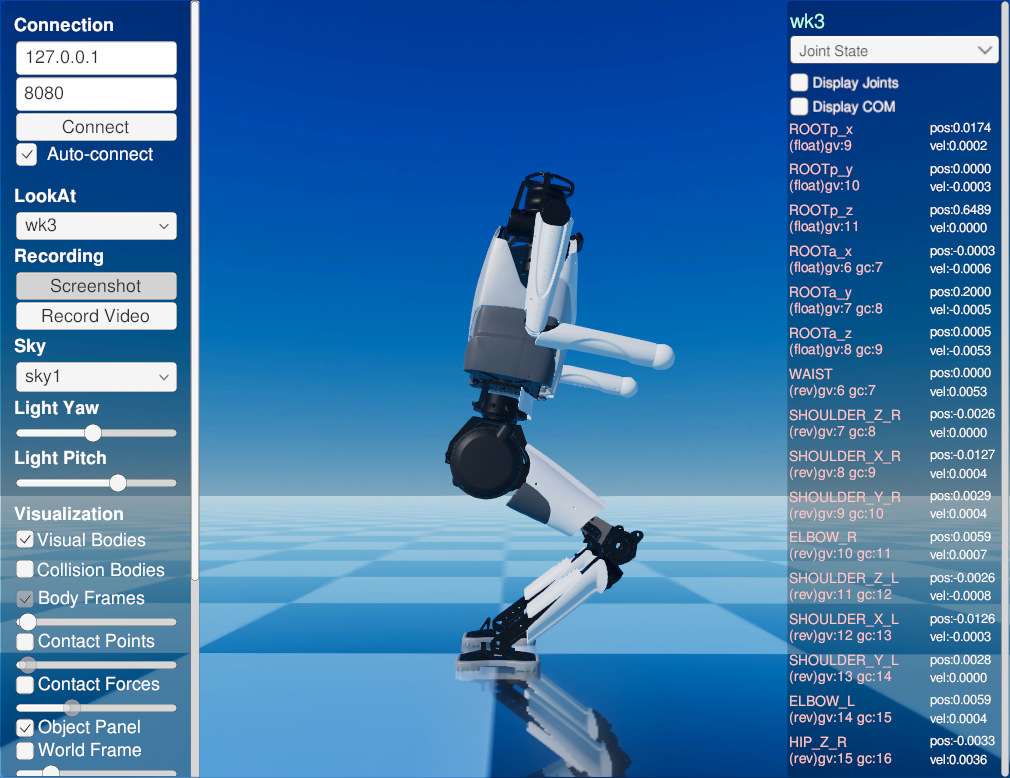 Connection
127.0.0.1
8080
Connect
Auto-connect
LookAt
wk3
Recording
Screenshot
Record Video
Sky
sky1
Light Yaw
Light Pitch
Visualization
Visual Bodies
Collision Bodies
Body Frames
Contact Points
Contact Forces
Object Panel
World Frame
wk3
Joint State
Display Joints
Display COM
ROOTp_x pos:0.0174
(float)gv:9 vel:0.0002
ROOTp_y pos:0.0000
(float)gv:10 vel:-0.0003
ROOTp_z pos:0.6489
(float)gv:11 vel:0.0000
ROOTa_x pos:-0.0003
(float)gv:6 gc:7 vel:-0.0006
ROOTa_y pos:0.2000
(float)gv:7 gc:8 vel:-0.0005
ROOTa_z pos:0.0005
(float)gv:8 gc:9 vel:-0.0053
WAIST pos:0.0000
(rev)gv:6 gc:7 vel:0.0053
SHOULDER_Z_R pos:-0.0026
(rev)gv:7 gc:8 vel:0.0000
SHOULDER_X_R pos:-0.0127
(rev)gv:8 gc:9 vel:0.0004
SHOULDER_Y_R pos:0.0029
(rev)gv:9 gc:10 vel:0.0004
ELBOW_R pos:0.0059
(rev)gv:10 gc:11 vel:0.0007
SHOULDER_Z_L pos:-0.0026
(rev)gv:11 gc:12 vel:-0.0008
SHOULDER_X_L pos:-0.0126
(rev)gv:12 gc:13 vel:-0.0003
SHOULDER_Y_L pos:0.0028
(rev)gv:13 gc:14 vel:0.0000
ELBOW_L pos:0.0059
(rev)gv:14 gc:15 vel:0.0004
HIP_Z_R pos:-0.0033
(rev)gv:15 gc:16 vel:0.0036